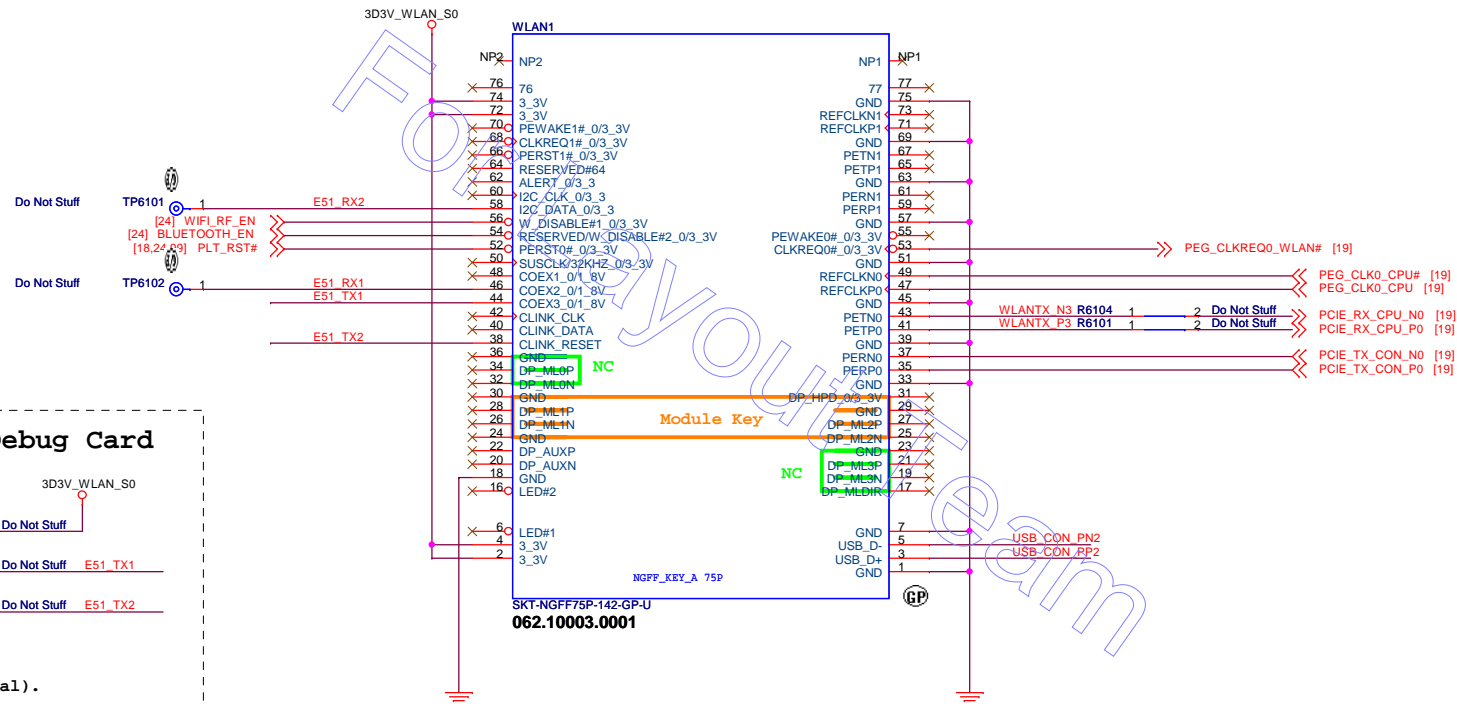 3D3V_WLAN_S0
WLAN1
NP2 NP2 NP1 NP1
76 76 77 77
74 3_3V GND 75
72 3_3V REFCLKN1 73
70 PEWAKE1#_0/3_3V REFCLKP1 71
68 CLKREQ1#_0/3_3V GND 69
66 PERST1#_0/3_3V PETN1 67
64 RESERVED#64 PETP1 65
62 ALERT_0/3_3 GND 63
60 I2C_CLK_0/3_3 PERN1 61
Do Not Stuff TP6101 1 E51_RX2 58 I2C_DATA_0/3_3 PERP1 59
[24] WIFI_RF_EN 56 W_DISABLE#1_0/3_3V GND 57
[24] BLUETOOTH_EN 54 RESERVED/W_DISABLE#2_0/3_3V PEWAKE0#_0/3_3V 55
PLT_RST# 52 PERST0#_0/3_3V CLKREQ0#_0/3_3V 53 PEG_CLKREQ0_WLAN# [19]
50 SUSCLK/32KHZ_0/3_3V GND 51
48 COEX1_0/1_8V REFCLKN0 49 PEG_CLK0_CPU# [19]
Do Not Stuff TP6102 1 E51_RX1 46 COEX2_0/1_8V REFCLKP0 47 PEG_CLK0_CPU [19]
E51_TX1 44 COEX3_0/1_8V GND 45
42 CLINK_CLK PETN0 43 WLANTX_N3 R6104 1 2 Do Not Stuff PCIE_RX_CPU_N0 [19]
40 CLINK_DATA PETP0 41 WLANTX_P3 R6101 1 2 Do Not Stuff PCIE_RX_CPU_P0 [19]
E51_TX2 38 CLINK_RESET GND 39
36 GND PERN0 37 PCIE_TX_CON_N0 [19]
34 DP_ML0P NC PERP0 35 PCIE_TX_CON_P0 [19]
32 DP_ML0N GND 33
30 GND DP_HPD_0/3_3V 31
28 DP_ML1P Module Key GND 29
26 DP_ML1N DP_ML2P 27
24 GND DP_ML2N 25
22 DP_AUXP GND 23
20 DP_AUXN NC DP_ML3P 21
18 GND DP_ML3N 19
16 LED#2 DP_MLDIR 17
6 LED#1 GND 7
4 3_3V USB_D- 5 USB_CON_PN2
2 3_3V USB_D+ 3 USB_CON_PP2
GND 1
NGFF_KEY_A 75P
GP
SKT-NGFF75P-142-GP-U
062.10003.0001
Debug Card
3D3V_WLAN_S0
Do Not Stuff
Do Not Stuff E51_TX1
Do Not Stuff E51_TX2
al).
For Layout Team